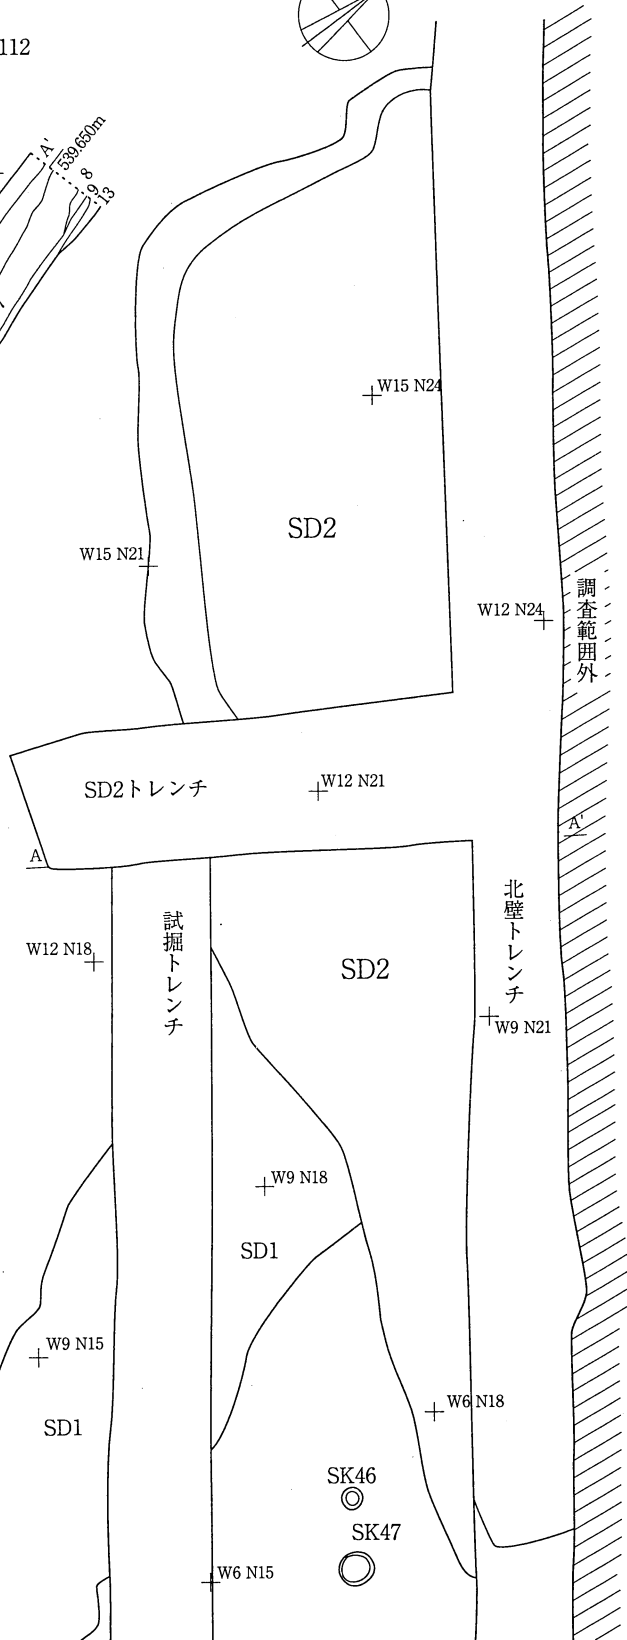 112
A'
539.650m
8
9
13
W15 N24
SD2
W15 N21
W12 N24
調査範囲外
W12 N21
SD2トレンチ
A'
A
北壁トレンチ
試掘トレンチ
W12 N18
SD2
W9 N21
W9 N18
SD1
W9 N15
W6 N18
SD1
SK46
SK47
W6 N15